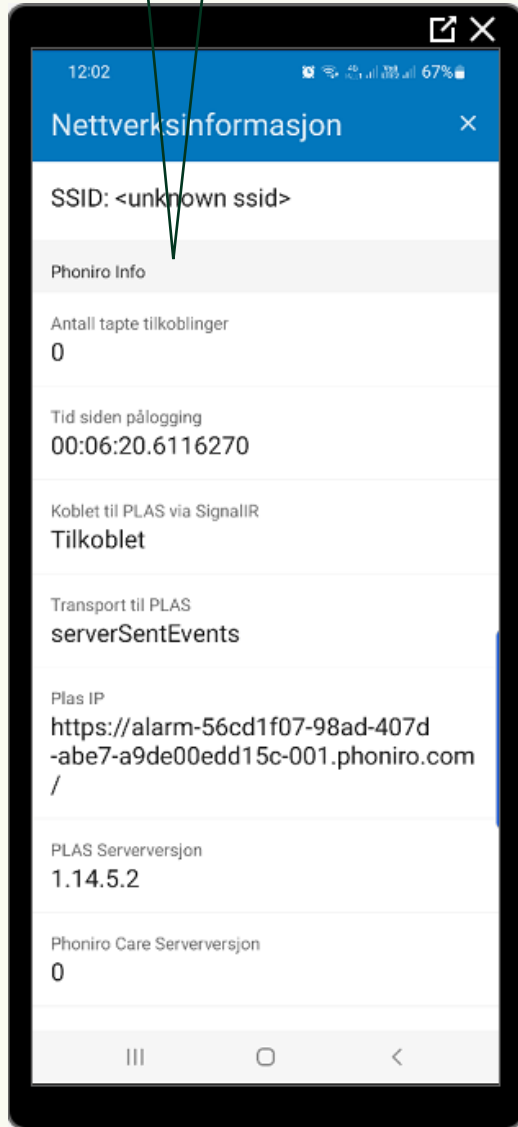 12:02
67%
Nettverksinformasjon
SSID: <unknown ssid>
Phoniro Info
Antall tapte tilkoblinger
0
Tid siden pålogging
00:06:20.6116270
Koblet til PLAS via SignalIR
Tilkoblet
Transport til PLAS
serverSentEvents
Plas IP
https://alarm-56cd1f07-98ad-407d
-abe7-a9de00edd15c-001.phoniro.com
/
PLAS Serverversjon
1.14.5.2
Phoniro Care Serverversjon
0